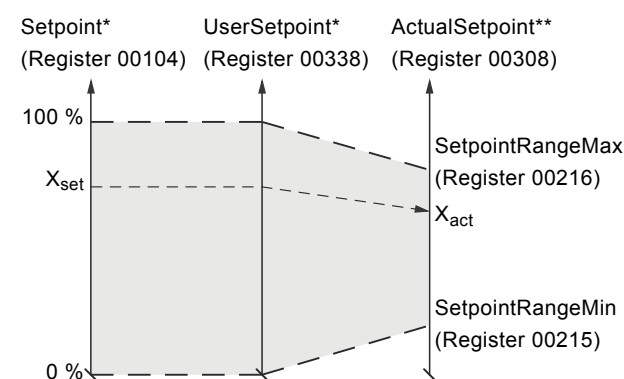 Setpoint* UserSetpoint* ActualSetpoint**
(Register 00104) (Register 00338) (Register 00308)
100 %
SetpointRangeMax
(Register 00216)
Xset
Xact
SetpointRangeMin
(Register 00215)
0 %